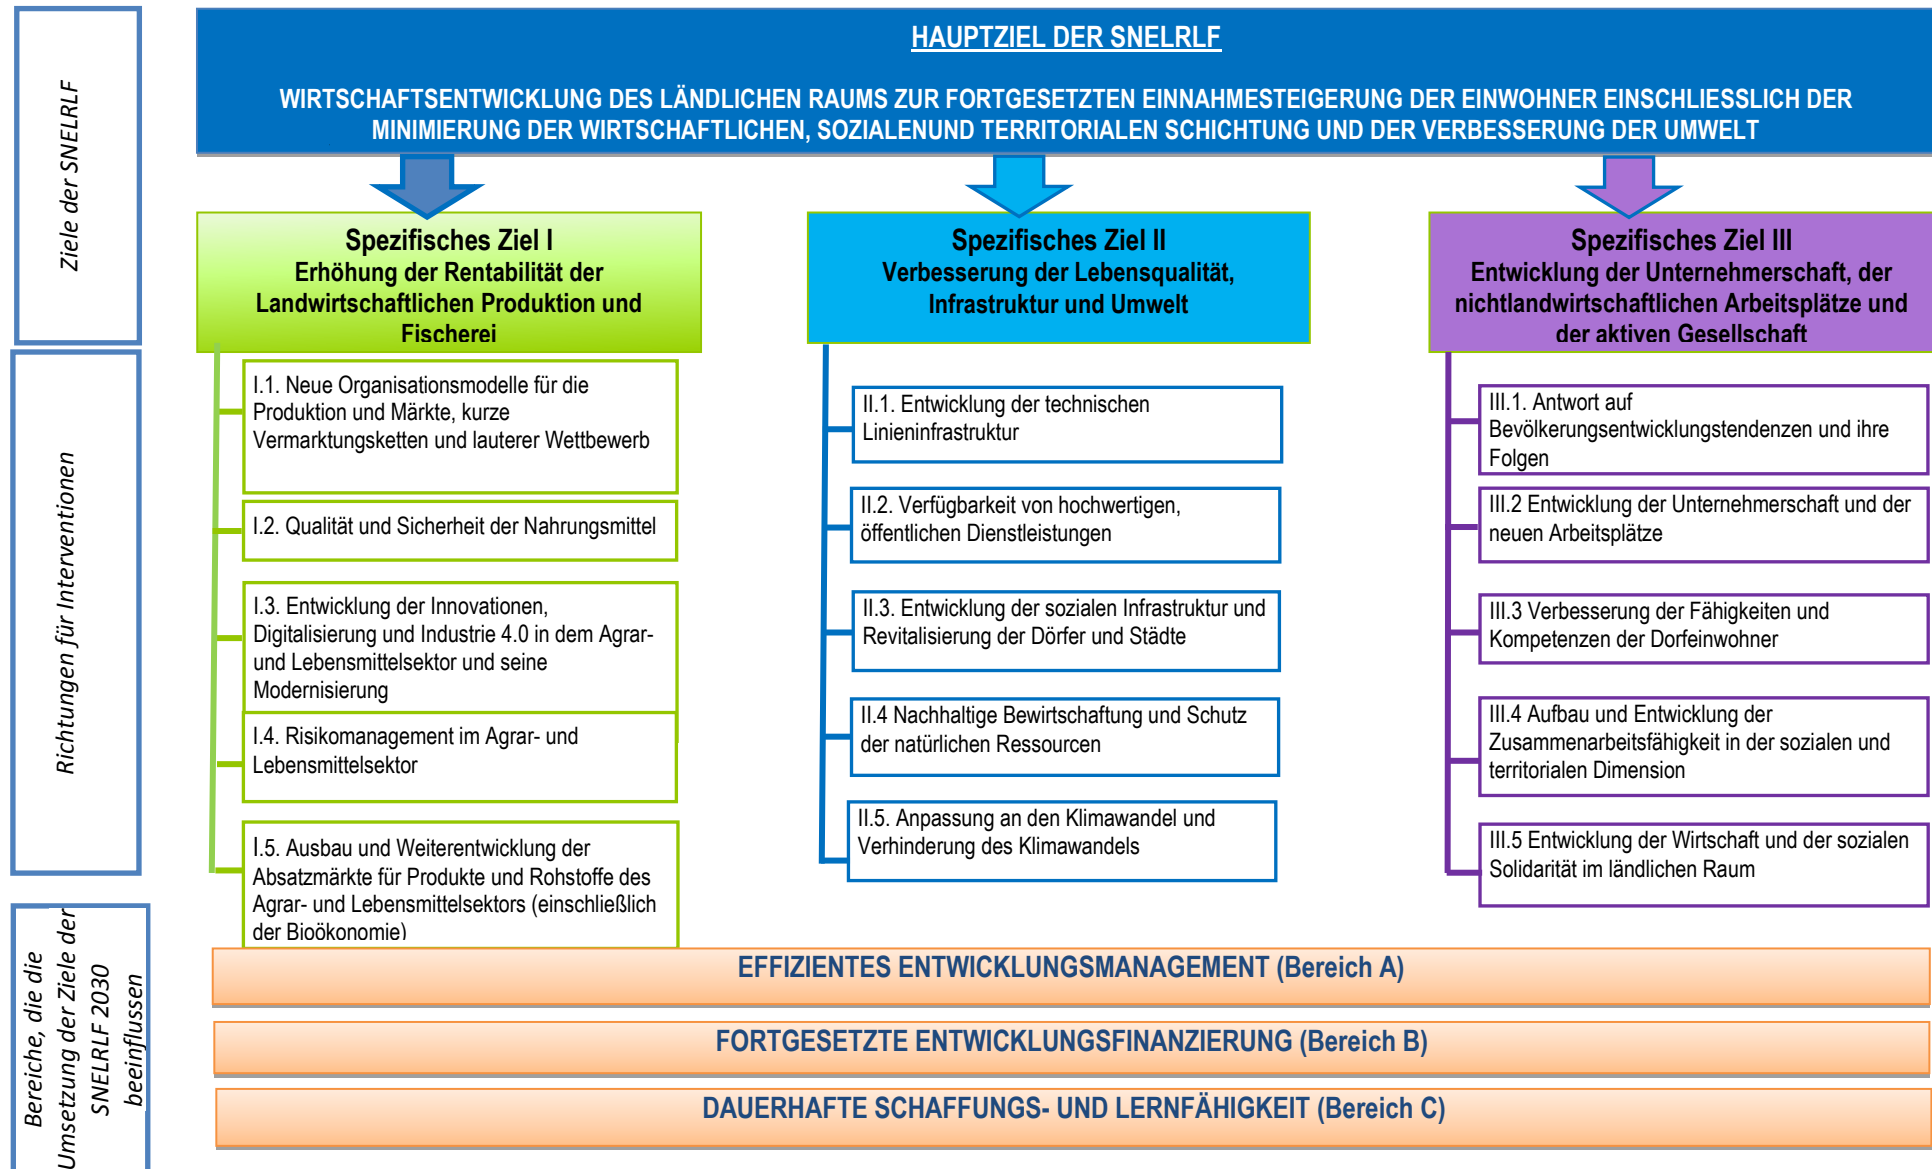 Ziele der SNELRLF
HAUPTZIEL DER SNELRLF
WIRTSCHAFTSENTWICKLUNG DES LÄNDLICHEN RAUMS ZUR FORTGESETZTEN EINNAHMESTEIGERUNG DER EINWOHNER EINSCHLIESSLICH DER
MINIMIERUNG DER WIRTSCHAFTLICHEN, SOZIALENUND TERRITORIALEN SCHICHTUNG UND DER VERBESSERUNG DER UMWELT
Spezifisches Ziel I
Erhöhung der Rentabilität der
Landwirtschaftlichen Produktion und
Fischerei
Spezifisches Ziel II
Verbesserung der Lebensqualität,
Infrastruktur und Umwelt
Spezifisches Ziel III
Entwicklung der Unternehmerschaft, der
nichtlandwirtschaftlichen Arbeitsplätze und
der aktiven Gesellschaft
Richtungen für Interventionen
I.1. Neue Organisationsmodelle für die
Produktion und Märkte, kurze
Vermarktungsketten und lauterer Wettbewerb
I.2. Qualität und Sicherheit der Nahrungsmittel
I.3. Entwicklung der Innovationen,
Digitalisierung und Industrie 4.0 in dem Agrar-
und Lebensmittelsektor und seine
Modernisierung
I.4. Risikomanagement im Agrar- und
Lebensmittelsektor
I.5. Ausbau und Weiterentwicklung der
Absatzmärkte für Produkte und Rohstoffe des
Agrar- und Lebensmittelsektors (einschließlich
der Bioökonomie)
II.1. Entwicklung der technischen
Linieninfrastruktur
II.2. Verfügbarkeit von hochwertigen,
öffentlichen Dienstleistungen
II.3. Entwicklung der sozialen Infrastruktur und
Revitalisierung der Dörfer und Städte
II.4 Nachhaltige Bewirtschaftung und Schutz
der natürlichen Ressourcen
II.5. Anpassung an den Klimawandel und
Verhinderung des Klimawandels
III.1. Antwort auf
Bevölkerungsentwicklungstendenzen und ihre
Folgen
III.2 Entwicklung der Unternehmerschaft und der
neuen Arbeitsplätze
III.3 Verbesserung der Fähigkeiten und
Kompetenzen der Dorfeinwohner
III.4 Aufbau und Entwicklung der
Zusammenarbeitsfähigkeit in der sozialen und
territorialen Dimension
III.5 Entwicklung der Wirtschaft und der sozialen
Solidarität im ländlichen Raum
Bereiche, die die
Umsetzung der Ziele der
SNELRLF 2030
beeinflussen
EFFIZIENTES ENTWICKLUNGSMANAGEMENT (Bereich A)
FORTGESETZTE ENTWICKLUNGSFINANZIERUNG (Bereich B)
DAUERHAFTE SCHAFFUNGS- UND LERNFÄHIGKEIT (Bereich C)